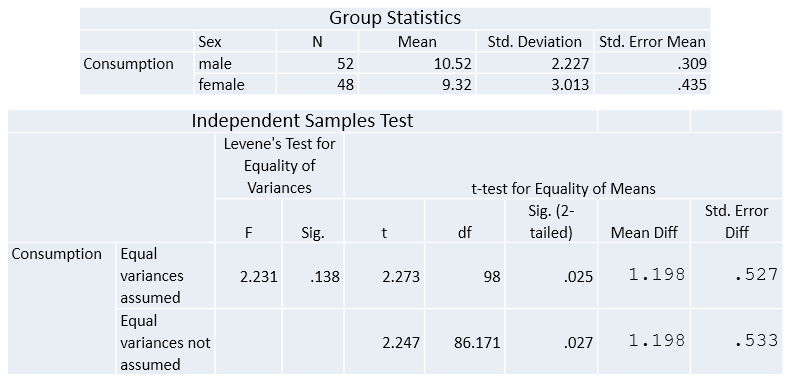 Group Statistics
Sex N Mean Std. Deviation Std. Error Mean
Consumption male 52 10.52 2.227 .309
female 48 9.32 3.013 .435
Independent Samples Test
Levene's Test for
Equality of
Variances
t-test for Equality of Means
F Sig. t df Sig. (2-
tailed) Mean Diff Std. Error
Diff
Consumption Equal
variances
assumed 2.231 .138 2.273 98 .025 1.198 .527
Equal
variances not
assumed 2.247 86.171 .027 1.198 .533